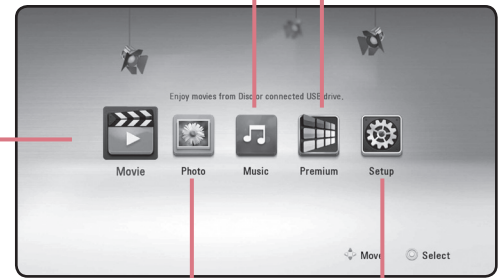 Enjoy movies from Disc or connected USB drive.
Movie Photo Music Premium Setup
Move Select